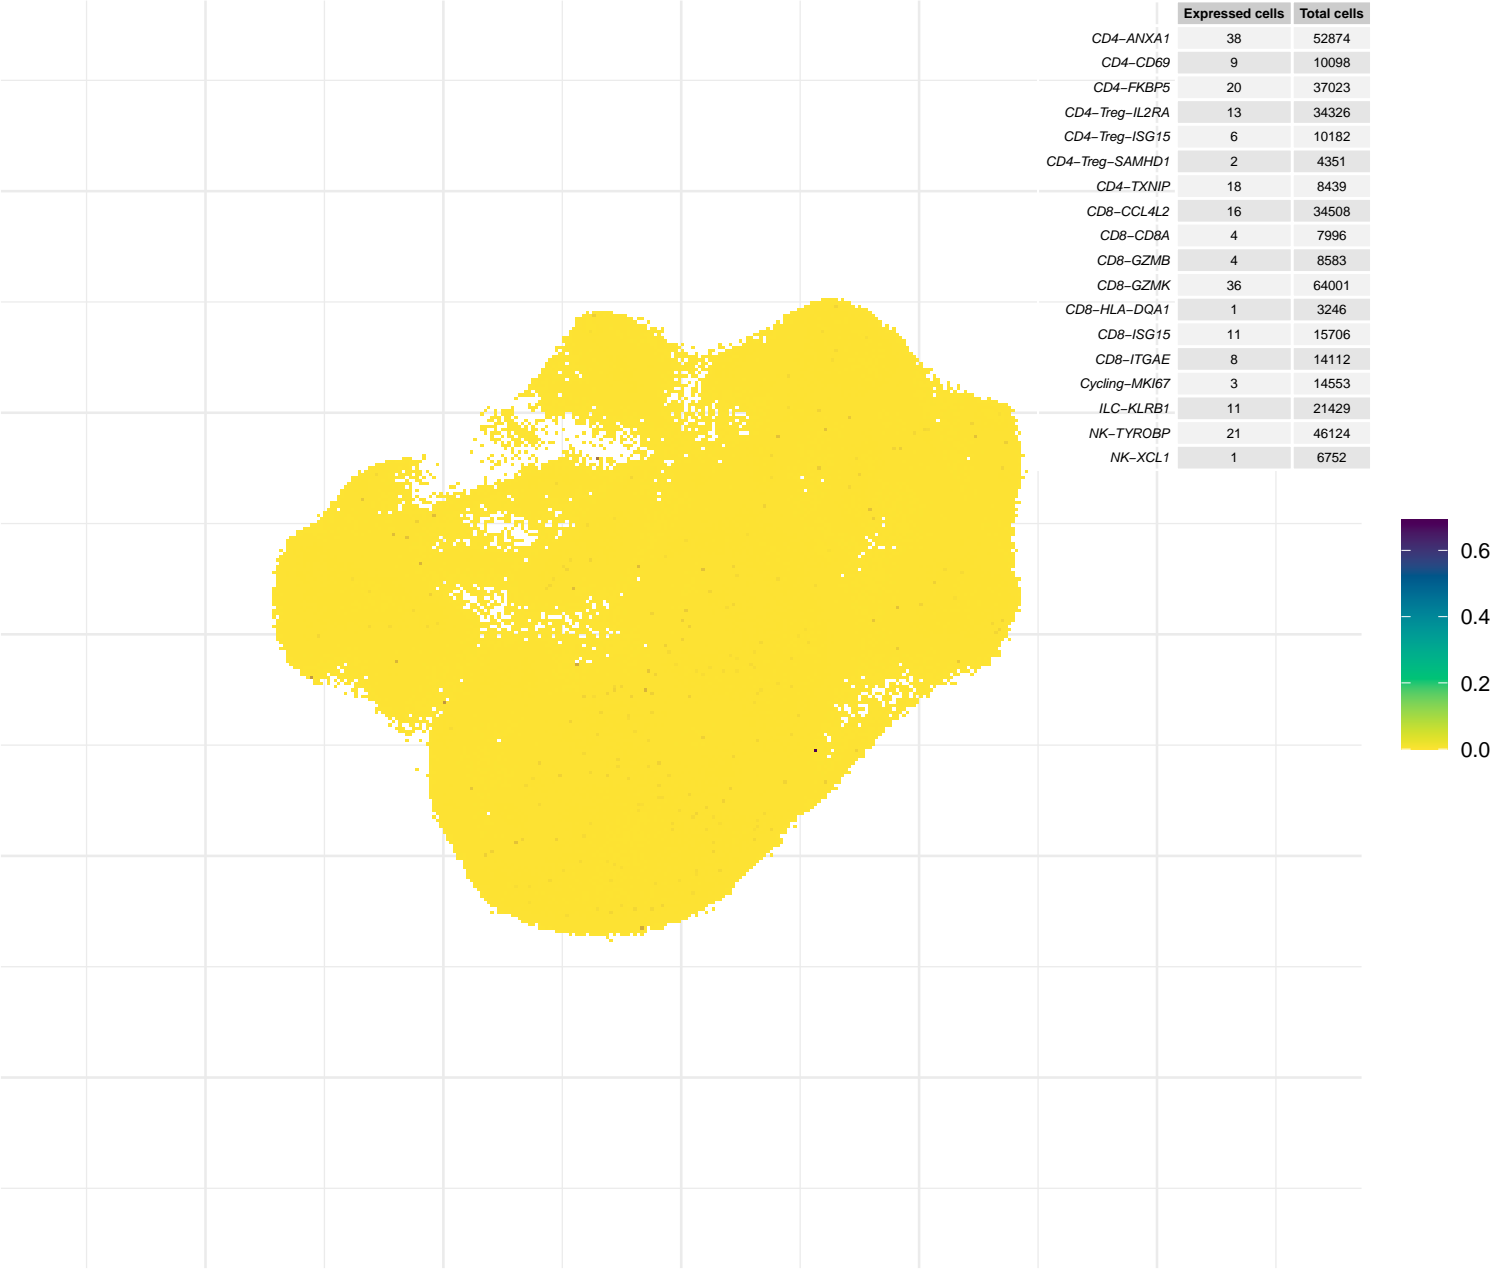 Expressed cells Total cells
CD4−ANXA1 38 52874
CD4−CD69 9 10098
CD4−FKBP5 20 37023
CD4−Treg−IL2RA 13 34326
CD4−Treg−ISG15 6 10182
CD4−Treg−SAMHD1 2 4351
CD4−TXNIP 18 8439
CD8−CCL4L2 16 34508
CD8−CD8A 4 7996
CD8−GZMB 4 8583
CD8−GZMK 36 64001
CD8−HLA−DQA1 1 3246
CD8−ISG15 11 15706
CD8−ITGAE 8 14112
Cycling−MKI67 3 14553
ILC−KLRB1 11 21429
NK−TYROBP 21 46124
NK−XCL1 1 6752
0.6
0.4
0.2
0.0